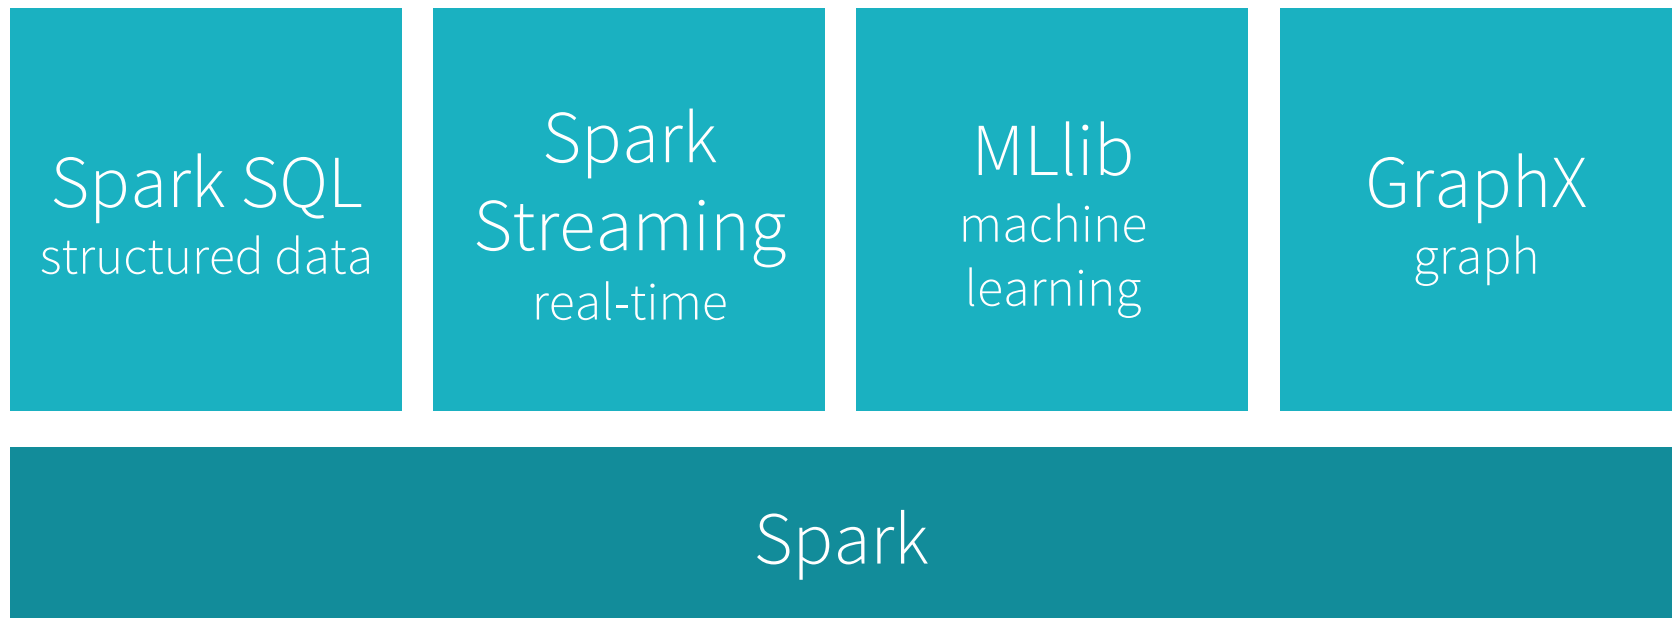 Spark SQL
structured data
Spark
Streaming
real-time
MLlib
machine
learning
GraphX
graph
Spark